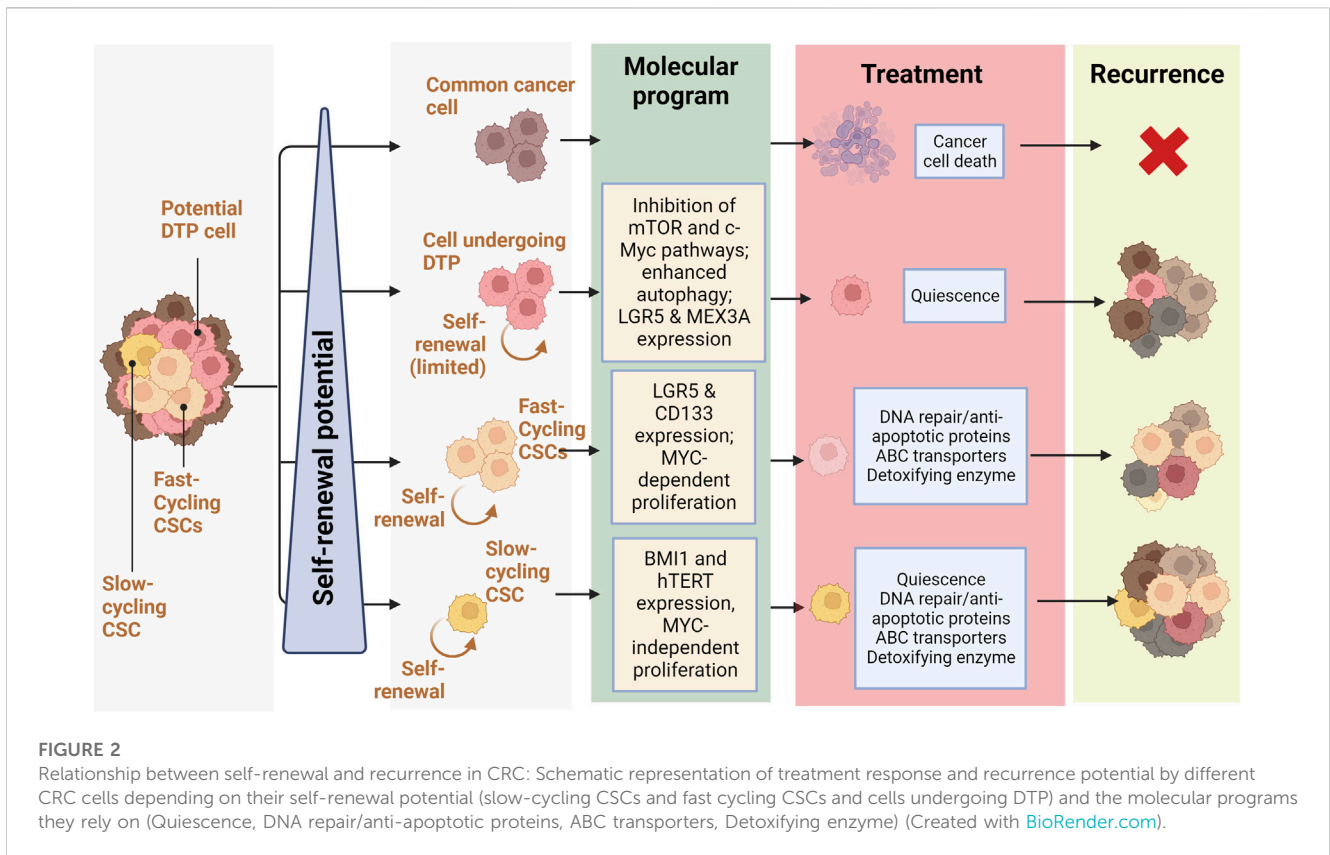 Potential
DTP cell
Fast-
Cycling
CSCs
Slow-
cycling
CSC
Self-renewal potential
Common cancer
cell
Cell undergoing
DTP
Self-
renewal
(limited)
Fast-
Cycling
CSCs
Self-
renewal
Slow-
cycling
CSC
Self-
renewal
Molecular
program
Inhibition of
mTOR and c-
Myc pathways;
enhanced
autophagy;
LGR5 & MEX3A
expression
LGR5 &
CD133
expression;
MYC-
dependent
proliferation
BMI1 and
hTERT
expression,
MYC-
independent
proliferation
Treatment
Cancer
cell death
Quiescence
DNA repair/anti-
apoptotic proteins
ABC transporters
Detoxifying enzyme
Quiescence
DNA repair/anti-
apoptotic proteins
ABC transporters
Detoxifying enzyme
Recurrence
FIGURE 2
Relationship between self-renewal and recurrence in CRC: Schematic representation of treatment response and recurrence potential by different
CRC cells depending on their self-renewal potential (slow-cycling CSCs and fast cycling CSCs and cells undergoing DTP) and the molecular programs
they rely on (Quiescence, DNA repair/anti-apoptotic proteins, ABC transporters, Detoxifying enzyme) (Created with BioRender.com).